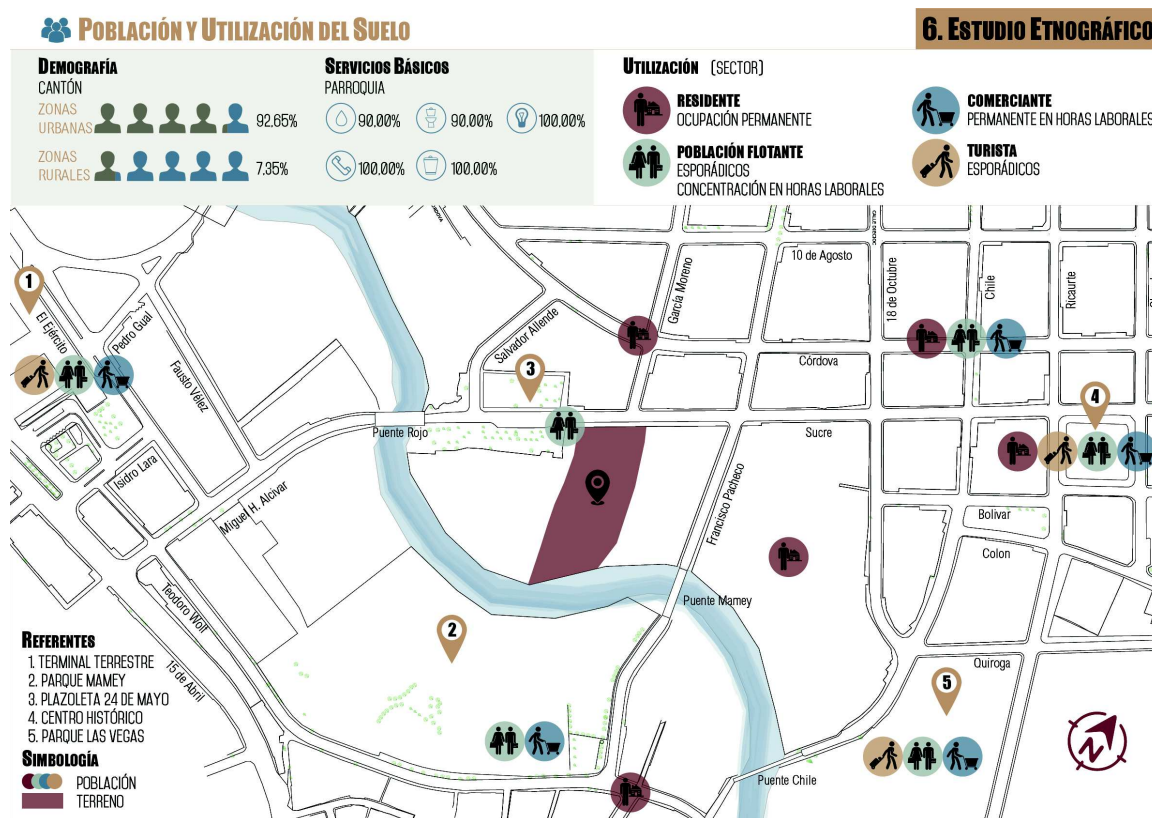 POBLACIÓN Y UTILIZACIÓN DEL SUELO
6. ESTUDIO ETNOGRÁFICO
DEMOGRAFÍA
CANTÓN
ZONAS
URBANAS
92,65%
ZONAS
RURALES
7,35%
SERVICIOS BÁSICOS
PARROQUIA
90,00%
90,00%
100,00%
100,00%
100,00%
UTILIZACIÓN (SECTOR)
RESIDENTE
OCUPACIÓN PERMANENTE
POBLACIÓN FLOTANTE
ESPORÁDICOS
CONCENTRACIÓN EN HORAS LABORALES
COMERCIANTE
PERMANENTE EN HORAS LABORALES
TURISTA
ESPORÁDICOS
1
El Ejército
Pedro Gual
Fausto Vélez
Isidro Lara
Miguel H. Alcivar
Teodoro Wolf
15 de Abril
Puente Rojo
Salvador Allende
3
García Moreno
10 de Agosto
18 de Octubre
Chile
Ricaurte
Córdova
4
Sucre
Francisco Pacheco
Bolivar
Colon
Puente Mamey
2
Quiroga
5
Puente Chile
REFERENTES
1. TERMINAL TERRESTRE
2. PARQUE MAMEY
3. PLAZOLETA 24 DE MAYO
4. CENTRO HISTÓRICO
5. PARQUE LAS VEGAS
SIMBOLOGÍA
POBLACIÓN
TERRENO
N